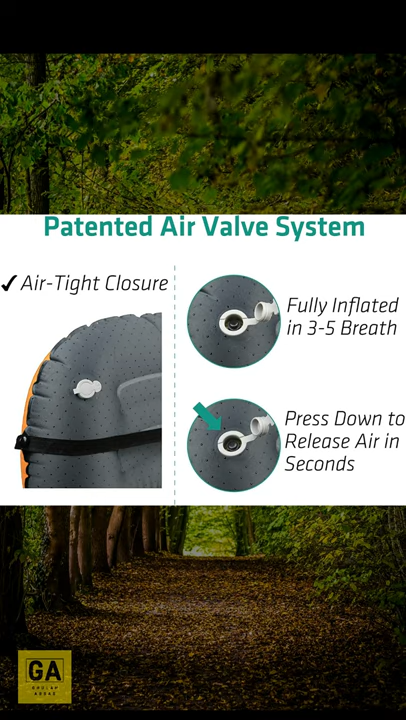 Patented Air Valve System
✓ Air-Tight Closure
Fully Inflated
in 3-5 Breath
Press Down to
Release Air in
Seconds
GA